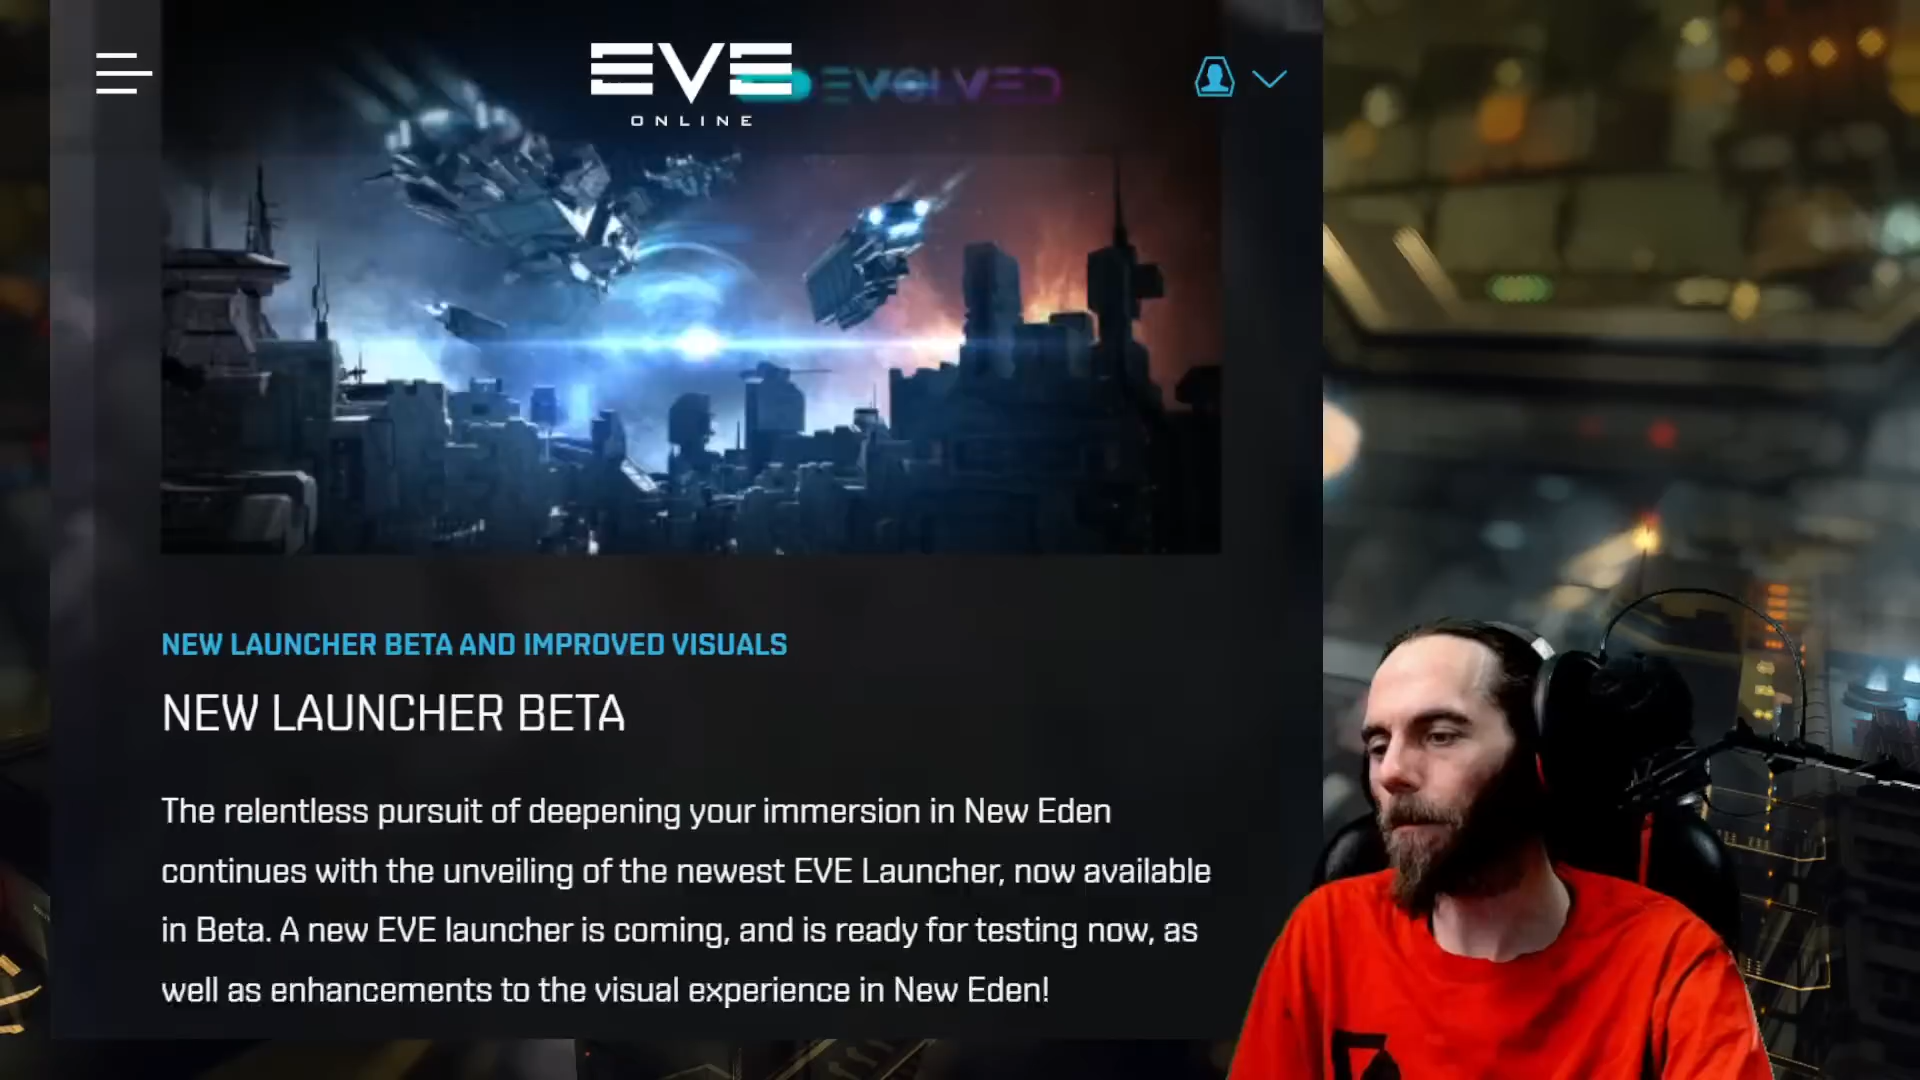 EVE
EVOLVED
ONLINE
NEW LAUNCHER BETA AND IMPROVED VISUALS
NEW LAUNCHER BETA
The relentless pursuit of deepening your immersion in New Eden
continues with the unveiling of the newest EVE Launcher, now available
in Beta. A new EVE launcher is coming, and is ready for testing now, as
well as enhancements to the visual experience in New Eden!